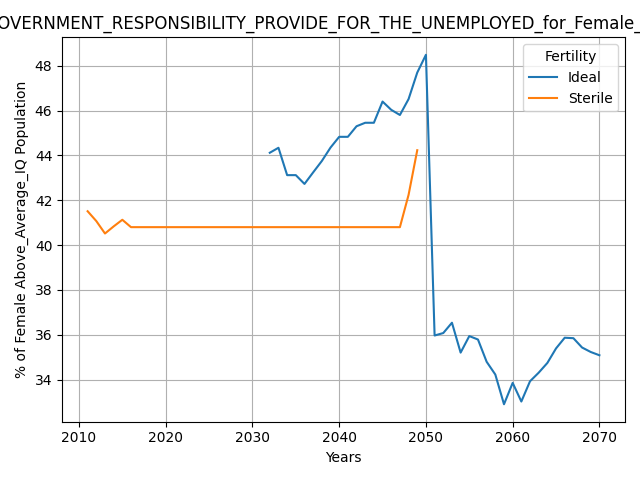 OVERNMENT_RESPONSIBILITY_PROVIDE_FOR_THE_UNEMPLOYED_for_Female_
Fertility
Ideal
Sterile
% of Female Above_Average_IQ Population
48
46
44
42
40
38
36
34
2010 2020 2030 2040 2050 2060 2070
Years